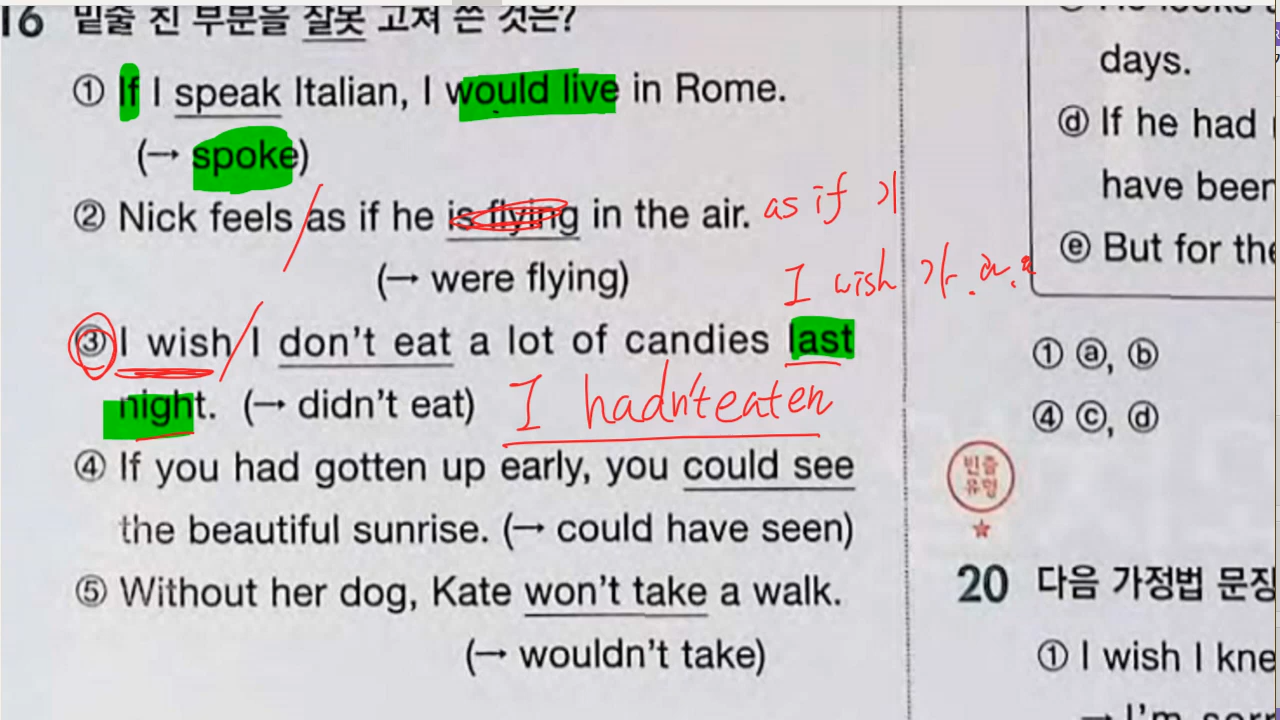 16 밑줄 친 부분을 잘못 고쳐 쓴 것은?
① If I speak Italian, I would live in Rome.
(→ spoke)
② Nick feels / as if he is flying in the air. as if 가
(→ were flying)
I wish 가.
③ I wish / I don't eat a lot of candies last
night. (→ didn't eat) I hadn't eaten
④ If you had gotten up early, you could see
the beautiful sunrise. (→ could have seen)
⑤ Without her dog, Kate won't take a walk.
(→ wouldn't take)
days.
ⓓ If he had
have been
ⓔ But for the
① ⓐ, ⓑ
④ ⓒ, ⓓ
빈출
유형
20 다음 가정법 문장
① I wish I kne
→ I'm